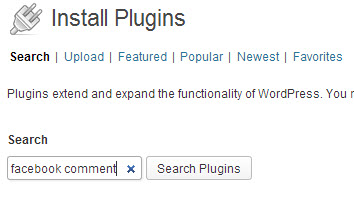 Install Plugins
Search | Upload | Featured | Popular | Newest | Favorites
Plugins extend and expand the functionality of WordPress. You
Search
facebook comment × Search Plugins